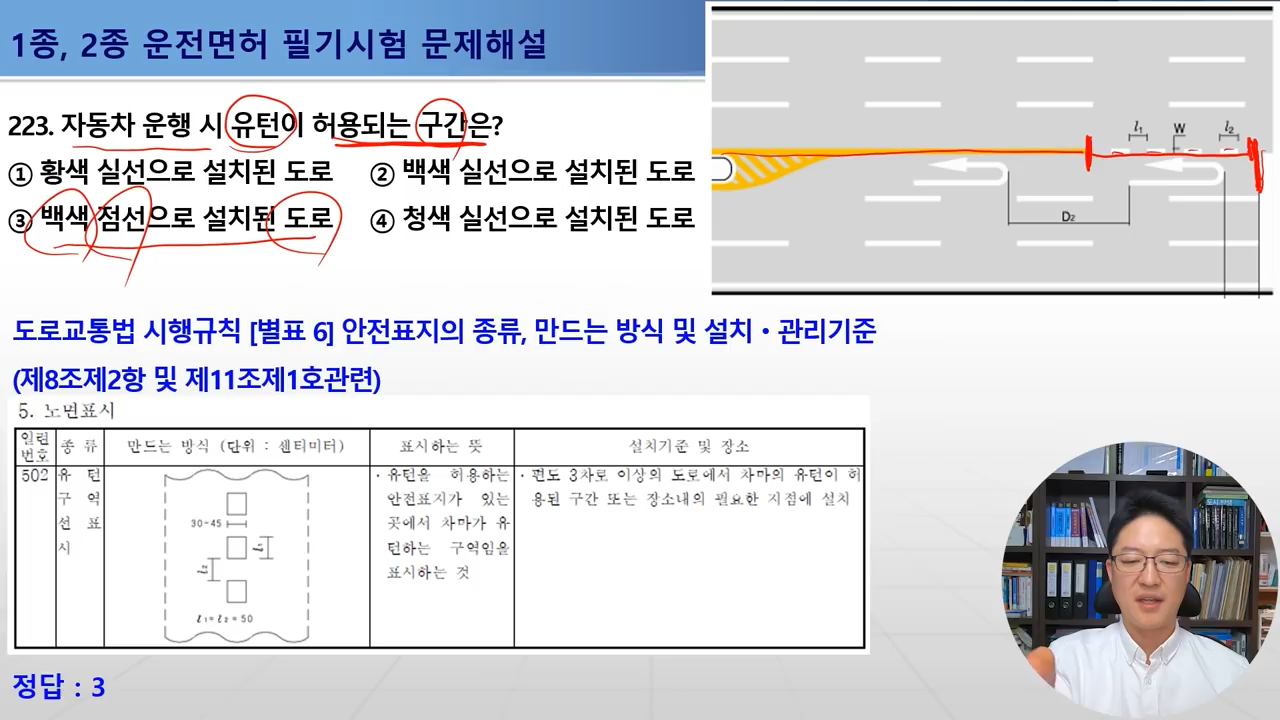 1종, 2종 운전면허 필기시험 문제해설
223. 자동차 운행 시 유턴이 허용되는 구간은?
① 황색 실선으로 설치된 도로 ② 백색 실선으로 설치된 도로
③ 백색 점선으로 설치된 도로 ④ 청색 실선으로 설치된 도로
l₁ W l₂
D₂
도로교통법 시행규칙 [별표 6] 안전표지의 종류, 만드는 방식 및 설치・관리기준
(제8조제2항 및 제11조제1호관련)
5. 노면표시
일련번호 종류 만드는 방식 (단위 : 센티미터) 표시하는 뜻 설치기준 및 장소
502 유턴구역선표시
30-45
l₁
l₂
l₁=l₂=50
· 유턴을 허용하는
안전표지가 있는
곳에서 차마가 유
턴하는 구역임을
표시하는 것
· 편도 3차로 이상의 도로에서 차마의 유턴이 허
용된 구간 또는 장소내의 필요한 지점에 설치
정답 : 3